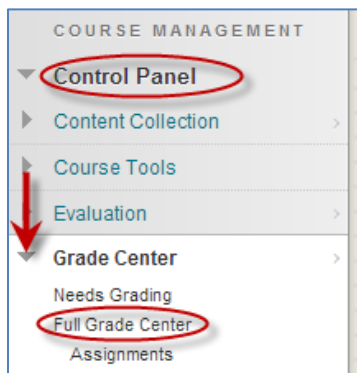 COURSE MANAGEMENT
Control Panel
Content Collection
Course Tools
Evaluation
Grade Center
Needs Grading
Full Grade Center
Assignments